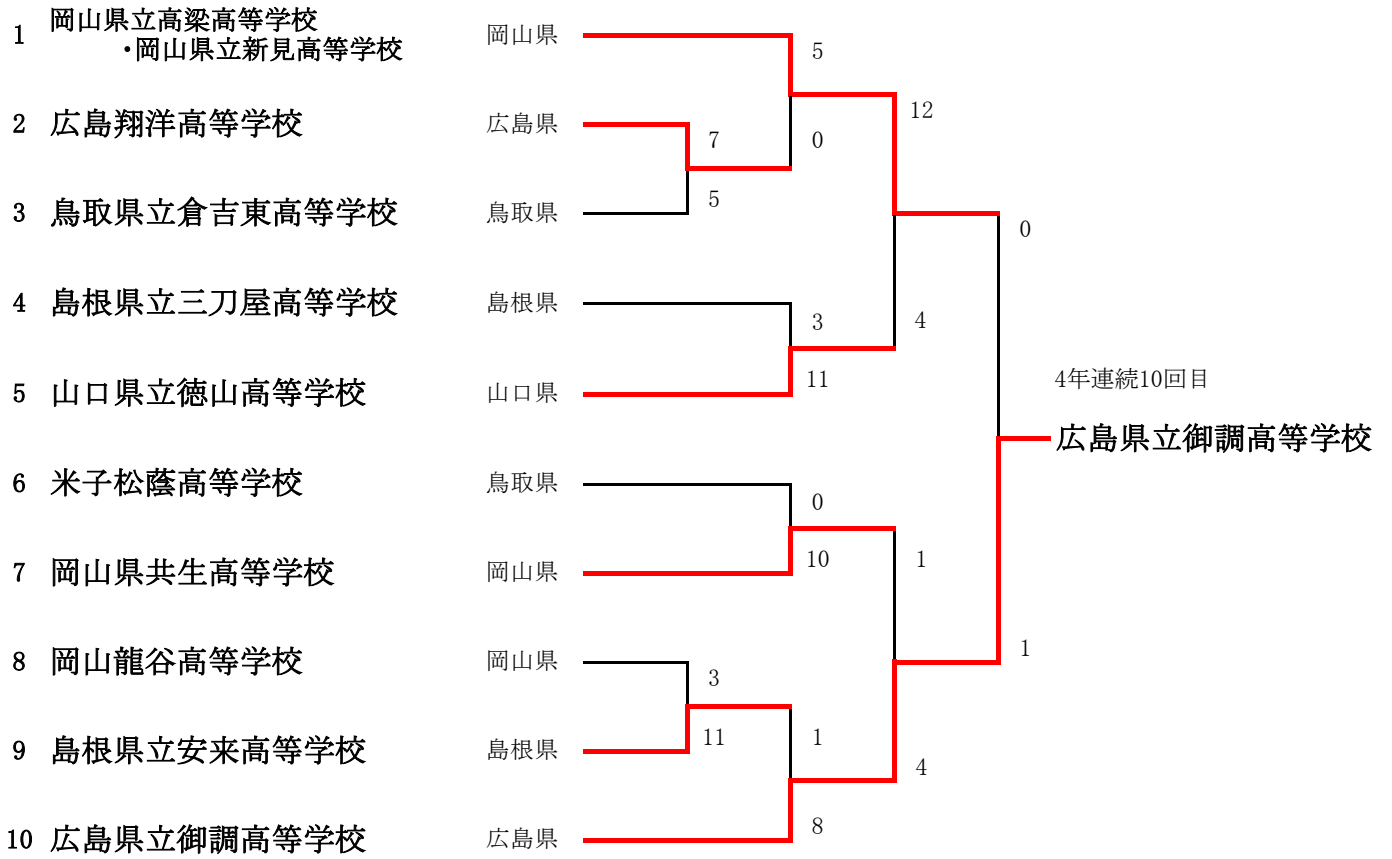 1 岡山県立高梁高等学校
・岡山県立新見高等学校 岡山県
5
12
2 広島翔洋高等学校 広島県
7
0
5
3 鳥取県立倉吉東高等学校 鳥取県
0
4 島根県立三刀屋高等学校 島根県
3
4
11
4年連続10回目
5 山口県立徳山高等学校 山口県
広島県立御調高等学校
6 米子松蔭高等学校 鳥取県
0
10
1
7 岡山県共生高等学校 岡山県
8 岡山龍谷高等学校 岡山県
1
3
11
1
9 島根県立安来高等学校 島根県
4
8
10 広島県立御調高等学校 広島県